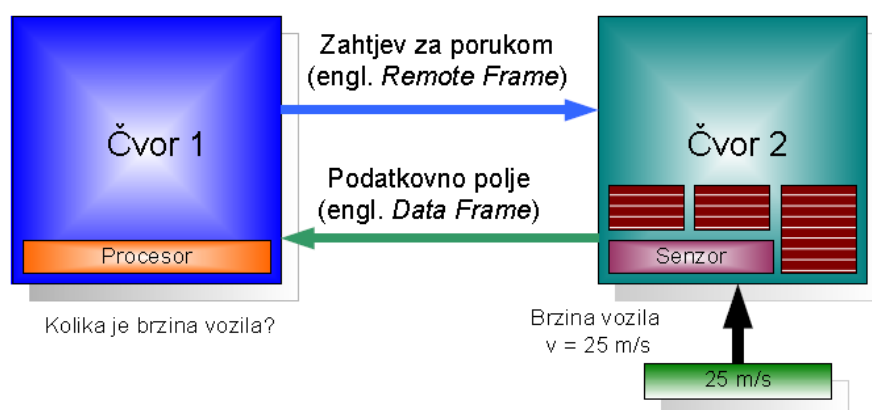 Zahtjev za porukom
(engl. Remote Frame)
Čvor 1
Čvor 2
Podatkovno polje
(engl. Data Frame)
Procesor
Senzor
Kolika je brzina vozila?
Brzina vozila
v = 25 m/s
25 m/s